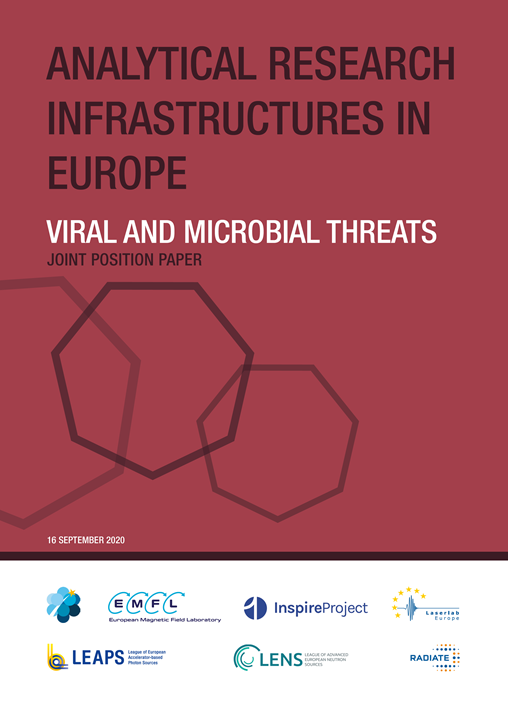 ANALYTICAL RESEARCH
INFRASTRUCTURES IN
EUROPE
VIRAL AND MICROBIAL THREATS
JOINT POSITION PAPER
16 SEPTEMBER 2020
EMFL
European Magnetic Field Laboratory
InspireProject
Laserlab
Europe
LEAPS
League of European
Accelerator-based
Photon Sources
LENS
LEAGUE OF ADVANCED
EUROPEAN NEUTRON
SOURCES
RADIATE